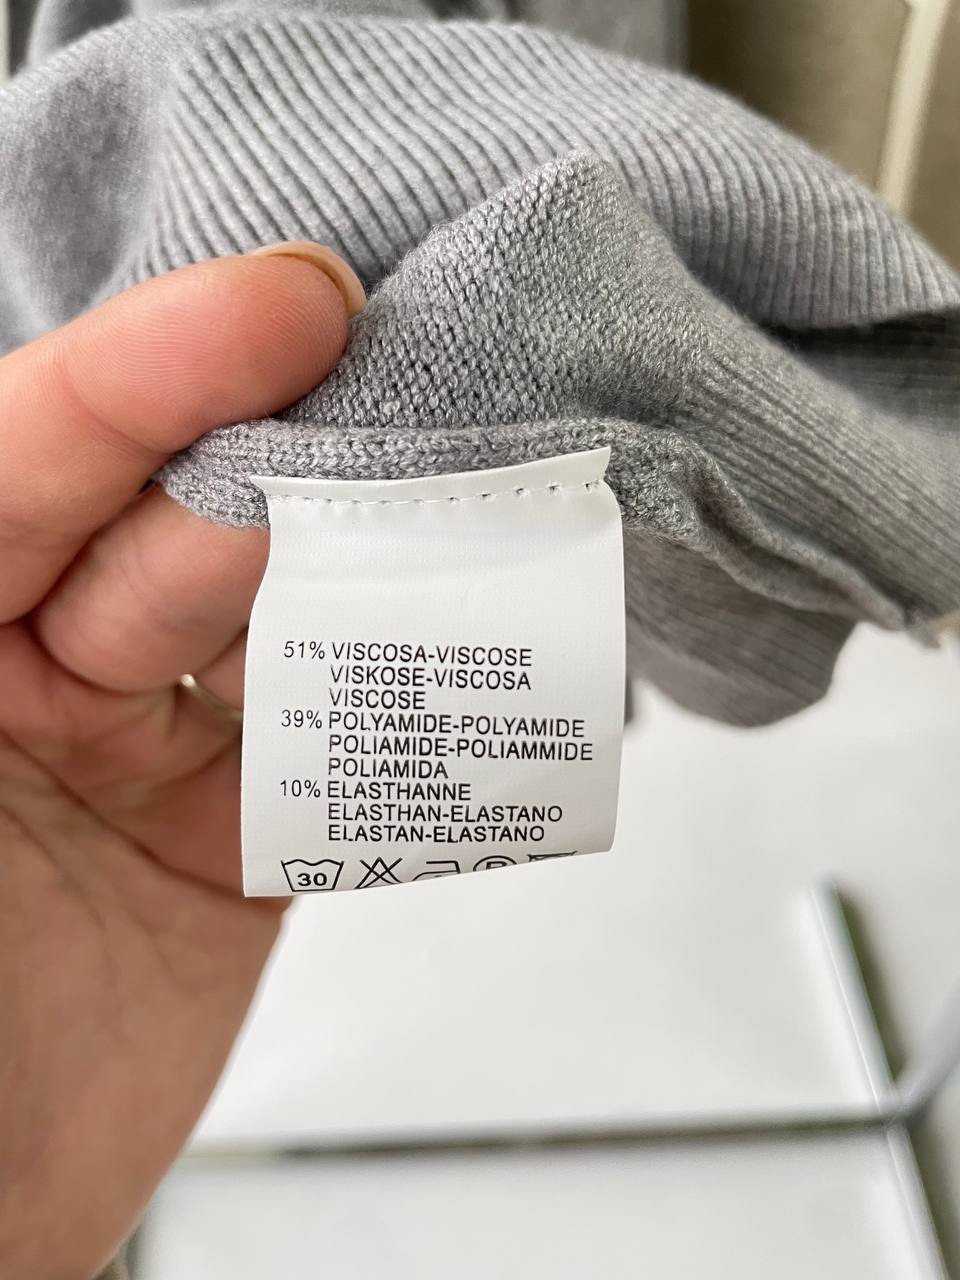 51% VISCOSA-VISCOSE
VISKOSE-VISCOSA
VISCOSE
39% POLYAMIDE-POLYAMIDE
POLIAMIDE-POLIAMMIDE
POLIAMIDA
10% ELASTHANNE
ELASTHAN-ELASTANO
ELASTAN-ELASTANO
30